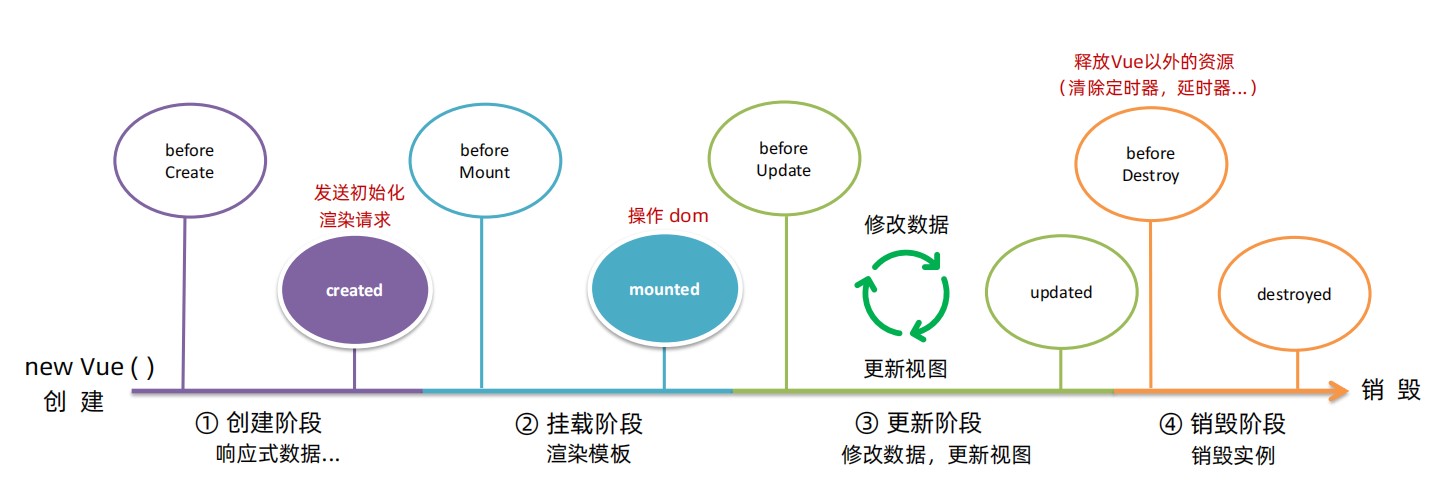 释放Vue以外的资源
（清除定时器，延时器...）
before
Create
before
Mount
before
Update
before
Destroy
发送初始化
渲染请求
操作 dom
修改数据
created
mounted
updated
destroyed
更新视图
new Vue ( )
创 建
销 毁
① 创建阶段
响应式数据...
② 挂载阶段
渲染模板
③ 更新阶段
修改数据，更新视图
④ 销毁阶段
销毁实例